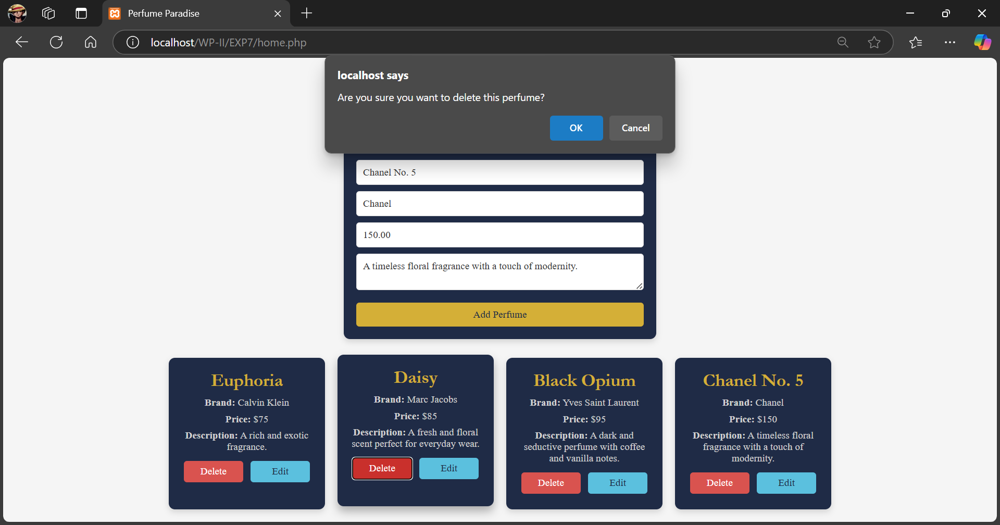 Perfume Paradise
localhost/WP-II/EXP7/home.php
localhost says
Are you sure you want to delete this perfume?
OK
Cancel
Chanel No. 5
Chanel
150.00
A timeless floral fragrance with a touch of modernity.
Add Perfume
Euphoria
Brand: Calvin Klein
Price: $75
Description: A rich and exotic
fragrance.
Delete
Edit
Daisy
Brand: Marc Jacobs
Price: $85
Description: A fresh and floral
scent perfect for everyday wear.
Delete
Edit
Black Opium
Brand: Yves Saint Laurent
Price: $95
Description: A dark and
seductive perfume with coffee
and vanilla notes.
Delete
Edit
Chanel No. 5
Brand: Chanel
Price: $150
Description: A timeless floral
fragrance with a touch of
modernity.
Delete
Edit